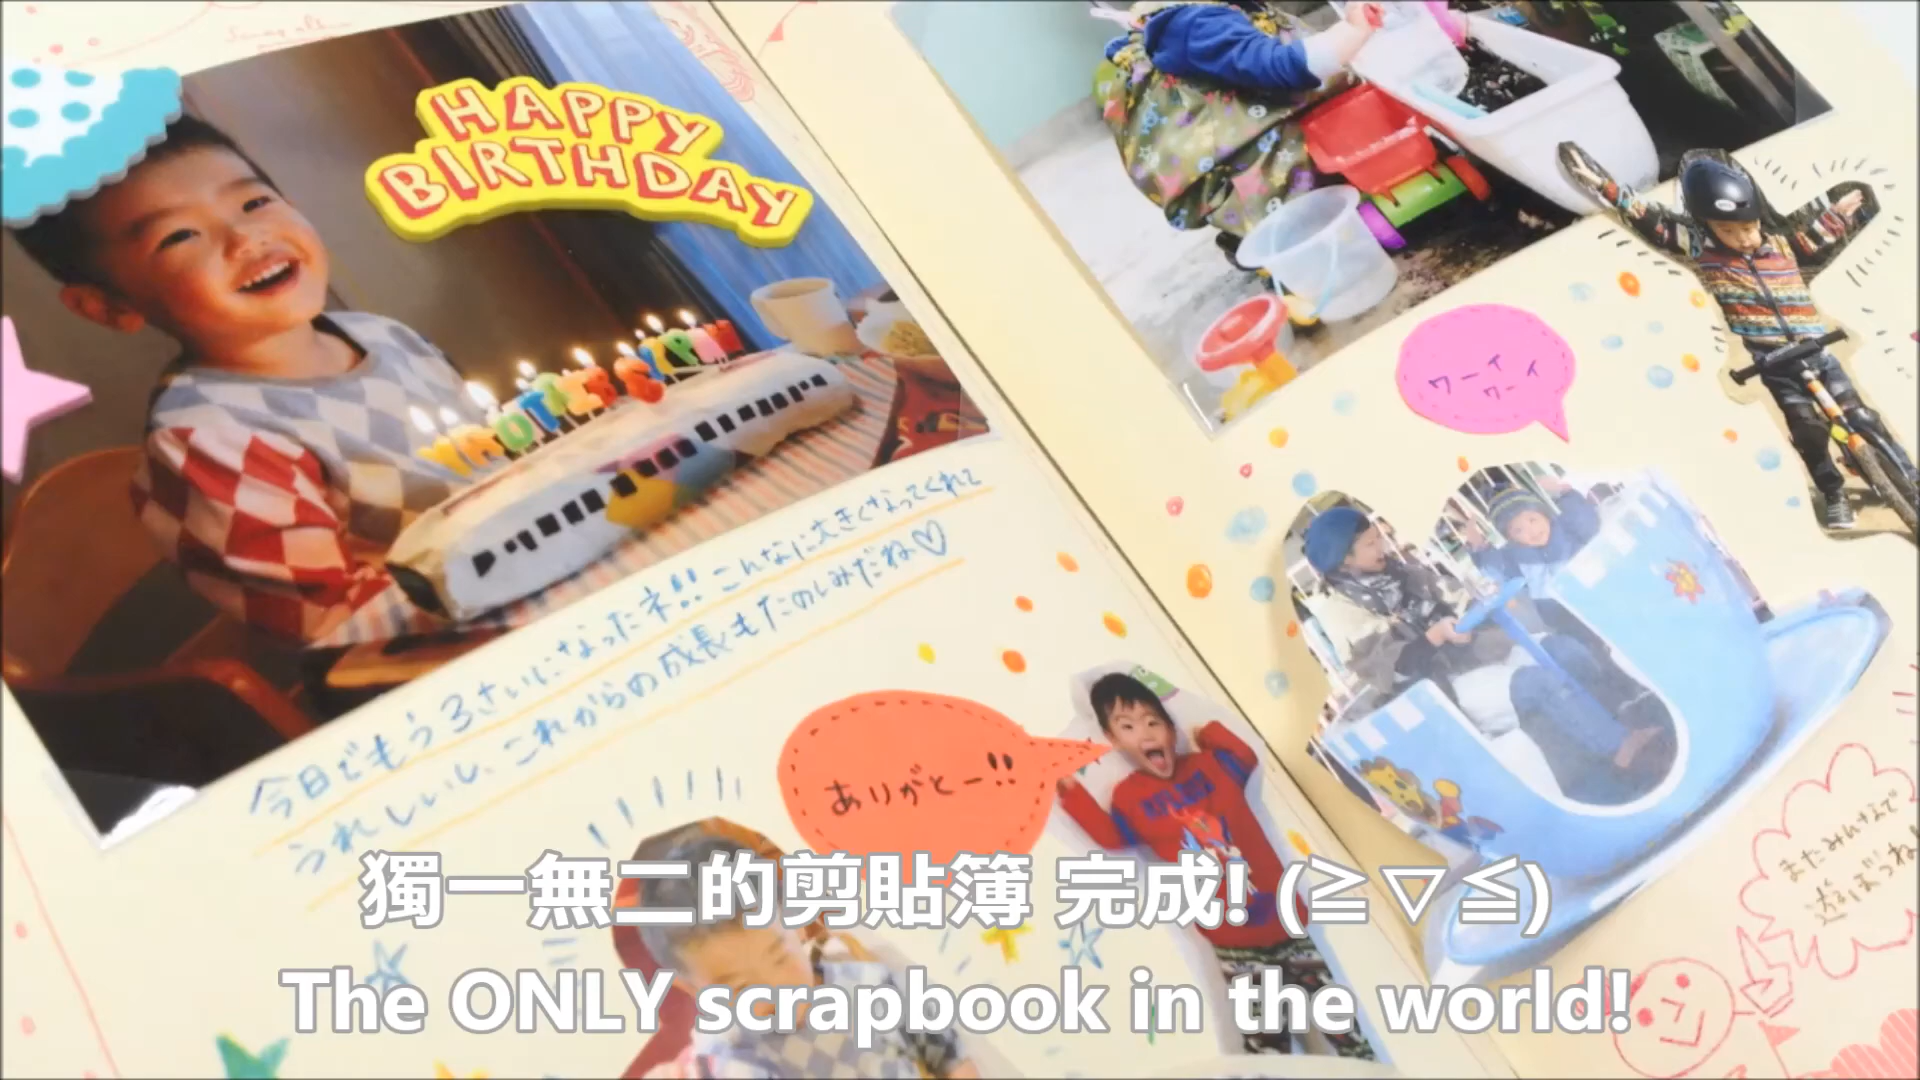 HAPPY
BIRTHDAY
今日でもう3さいになったネ!! こんなに大きくなってくれて
うれしいし、これからの成長もたのしみだね♡
ありがとー!!
ワーイ
ワーイ
またみんなで
獨一無二的剪貼簿 完成! (≧▽≦)
The ONLY scrapbook in the world!